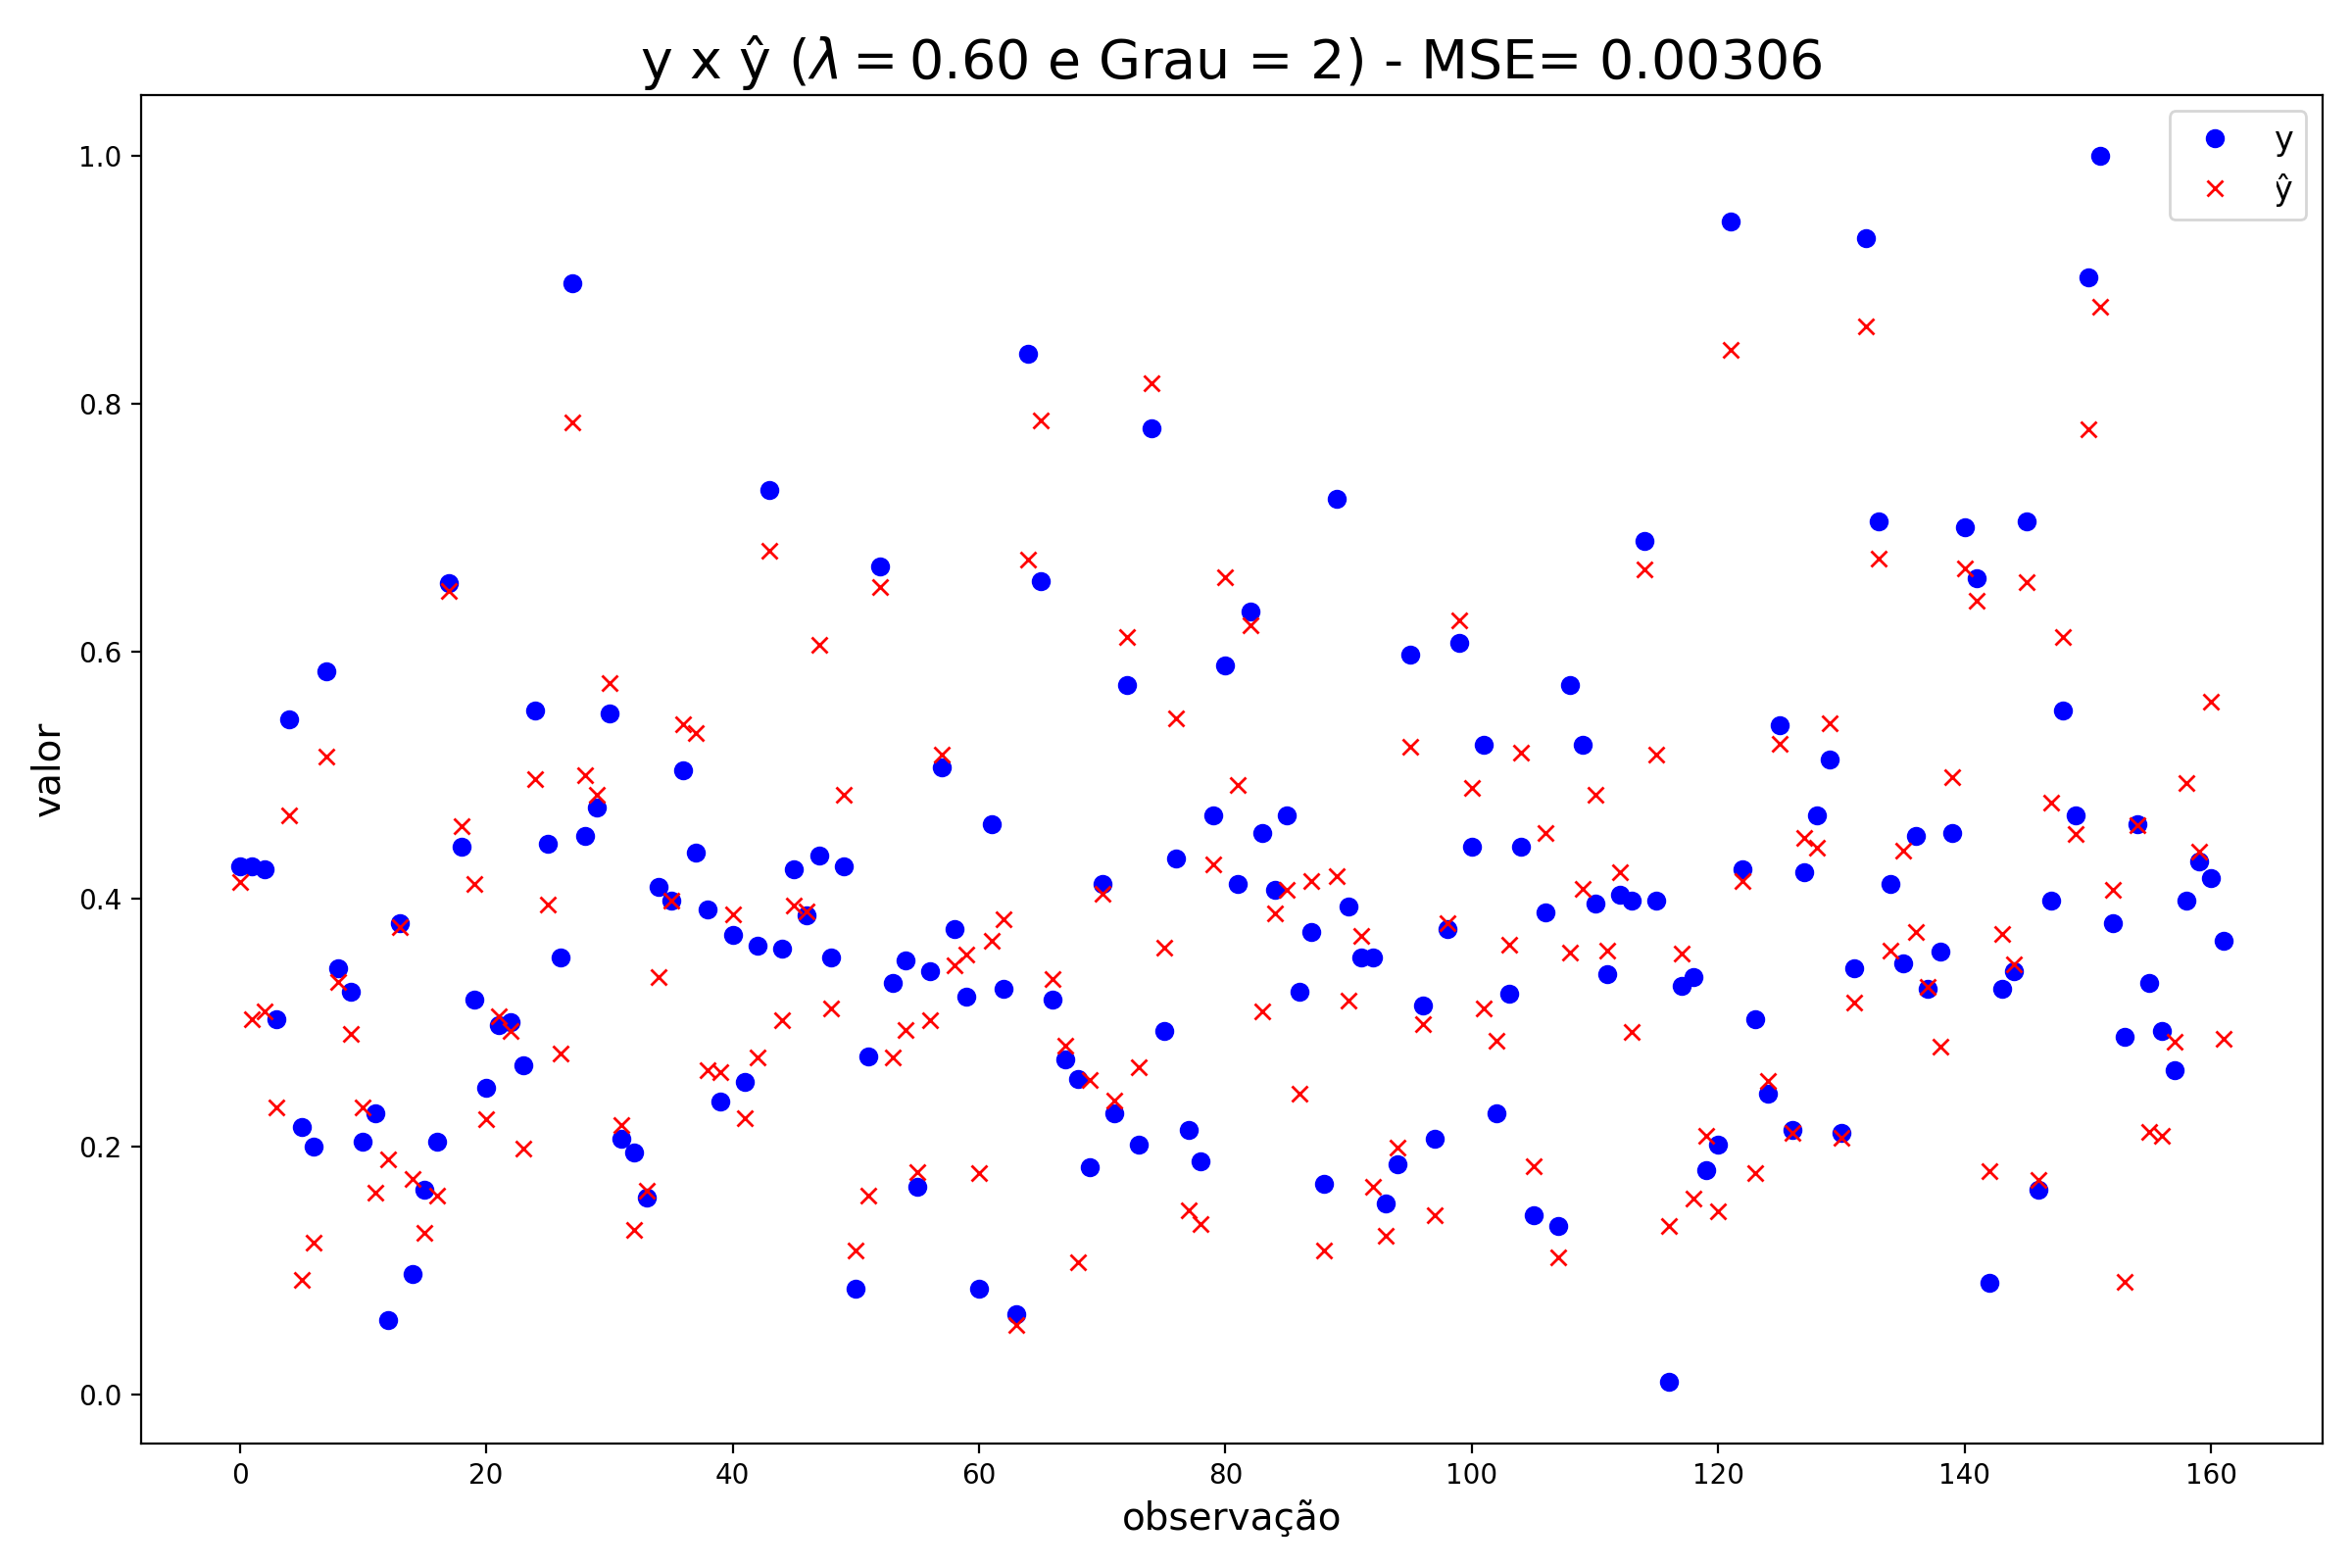 y x ŷ (λ = 0.60 e Grau = 2) - MSE= 0.00306
y
ŷ
1.0
0.8
0.6
0.4
0.2
0.0
valor
0 20 40 60 80 100 120 140 160
observação